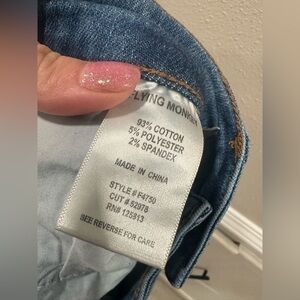 FLYING MONKEY
93% COTTON
5% POLYESTER
2% SPANDEX
MADE IN CHINA
STYLE # F4750
CUT # 52978
RN# 125913
SEE REVERSE FOR CARE